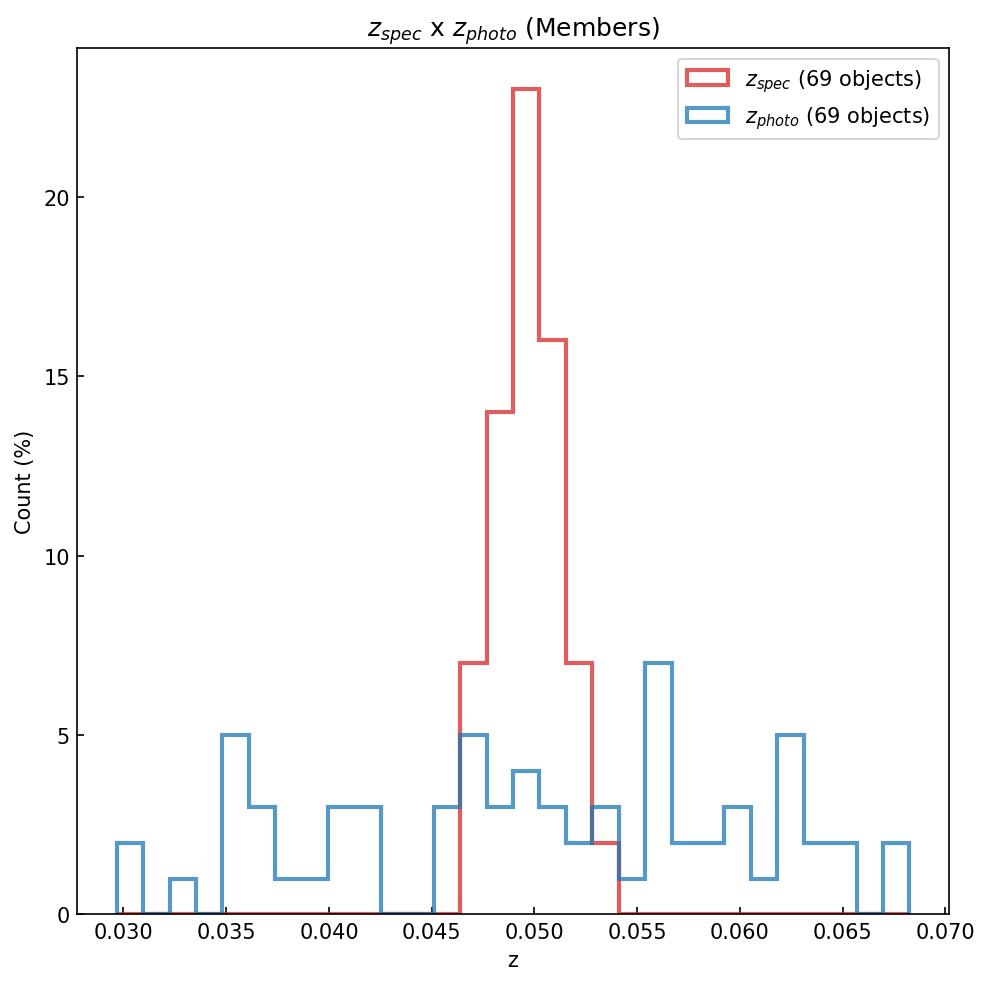 z_spec x z_photo (Members)
z_spec (69 objects)
z_photo (69 objects)
Count (%)
20
15
10
5
0
0.030 0.035 0.040 0.045 0.050 0.055 0.060 0.065 0.070
z